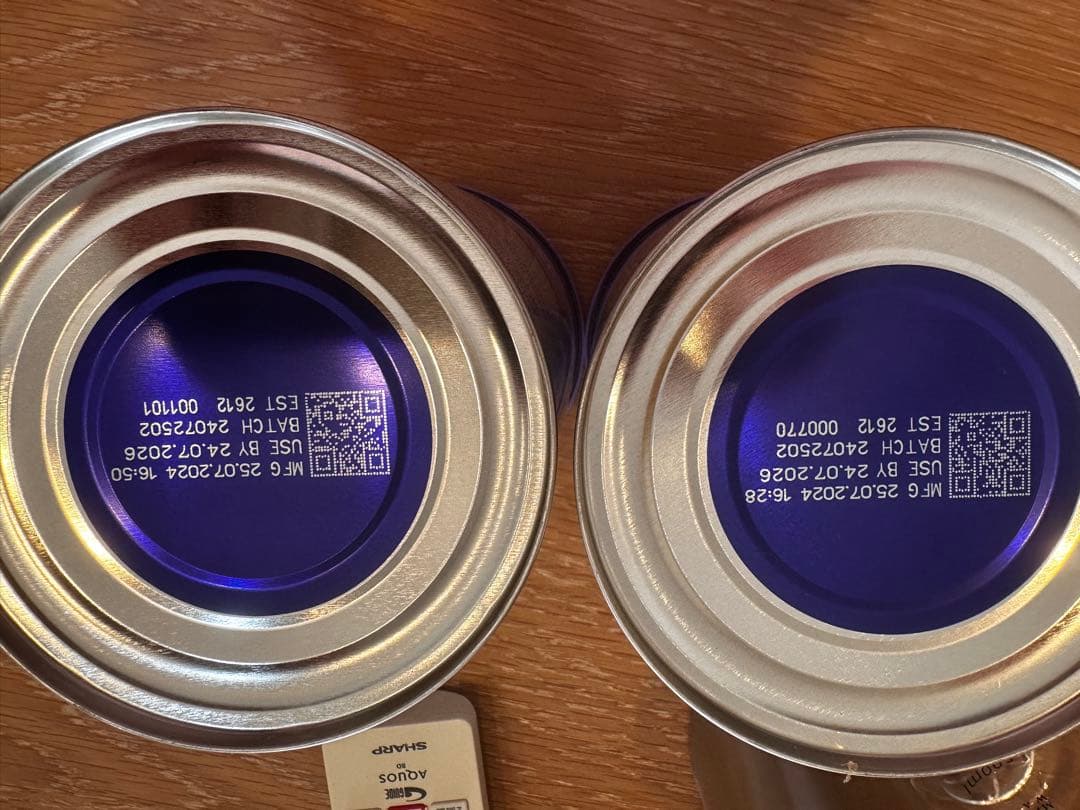 MFG 25.07.2024 16:50
USE BY 24.07.2026
BATCH 24072502
EST 2612 001101
MFG 25.07.2024 16:28
USE BY 24.07.2026
BATCH 24072502
EST 2612 000770
AQUOS
BD
SHARP